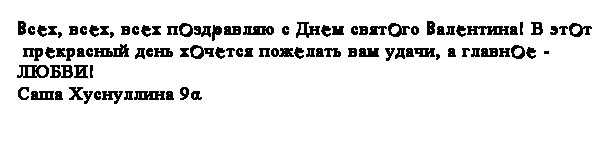 Всех, всех, всех поздравляю с Днем святого Валентина! В этот
прекрасный день хочется пожелать вам удачи, а главное -
ЛЮБВИ!
Саша Хуснуллина 9а